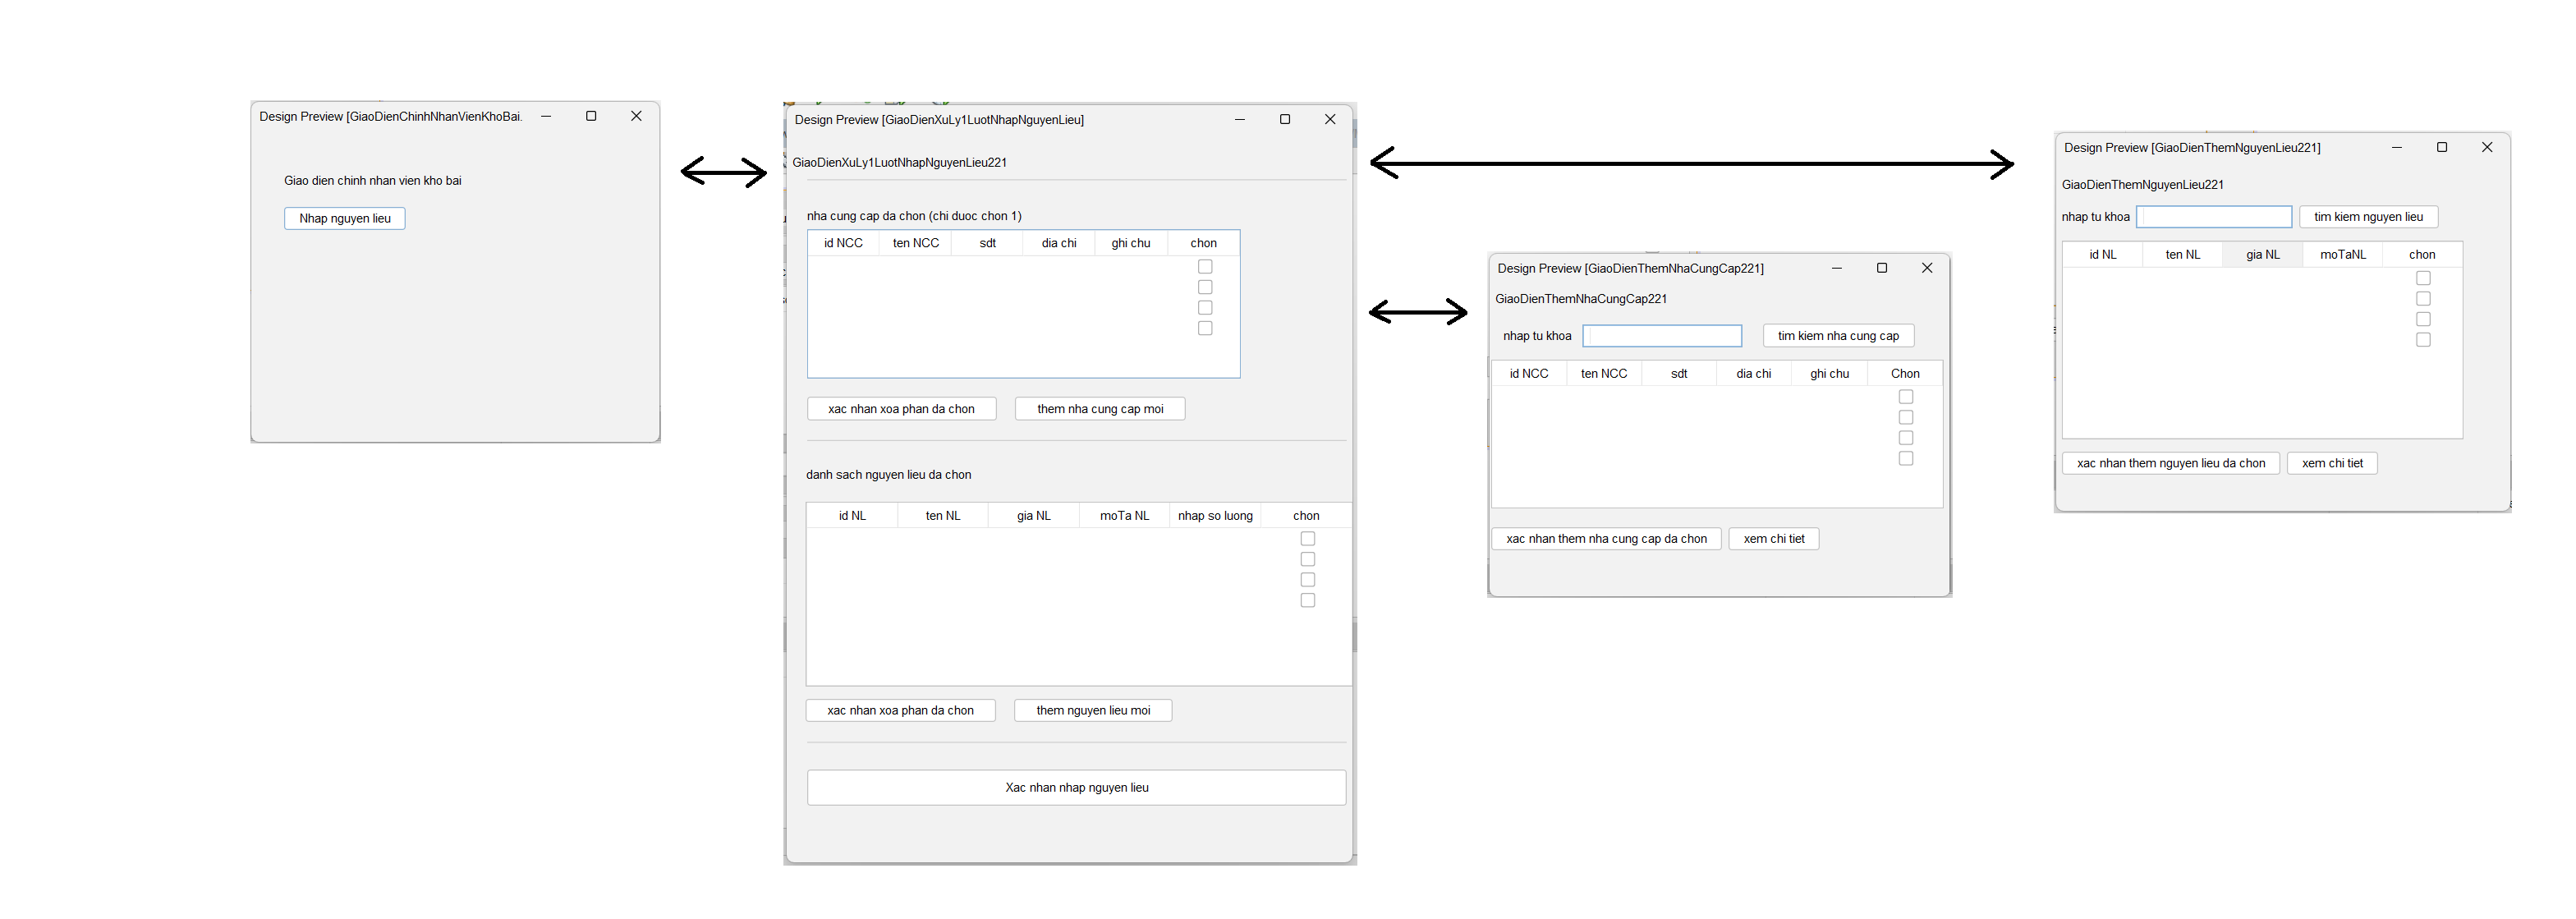 Design Preview [GiaoDienChinhNhanVienKhoBai.
Giao dien chinh nhan vien kho bai
Nhap nguyen lieu
Design Preview [GiaoDienXuLy1LuotNhapNguyenLieu]
GiaoDienXuLy1LuotNhapNguyenLieu221
nha cung cap da chon (chi duoc chon 1)
id NCC ten NCC sdt dia chi ghi chu chon
xac nhan xoa phan da chon them nha cung cap moi
danh sach nguyen lieu da chon
id NL ten NL gia NL moTa NL nhap so luong chon
xac nhan xoa phan da chon them nguyen lieu moi
Xac nhan nhap nguyen lieu
Design Preview [GiaoDienThemNhaCungCap221]
GiaoDienThemNhaCungCap221
nhap tu khoa tim kiem nha cung cap
id NCC ten NCC sdt dia chi ghi chu Chon
xac nhan them nha cung cap da chon xem chi tiet
Design Preview [GiaoDienThemNguyenLieu221]
GiaoDienThemNguyenLieu221
nhap tu khoa tim kiem nguyen lieu
id NL ten NL gia NL moTaNL chon
xac nhan them nguyen lieu da chon xem chi tiet